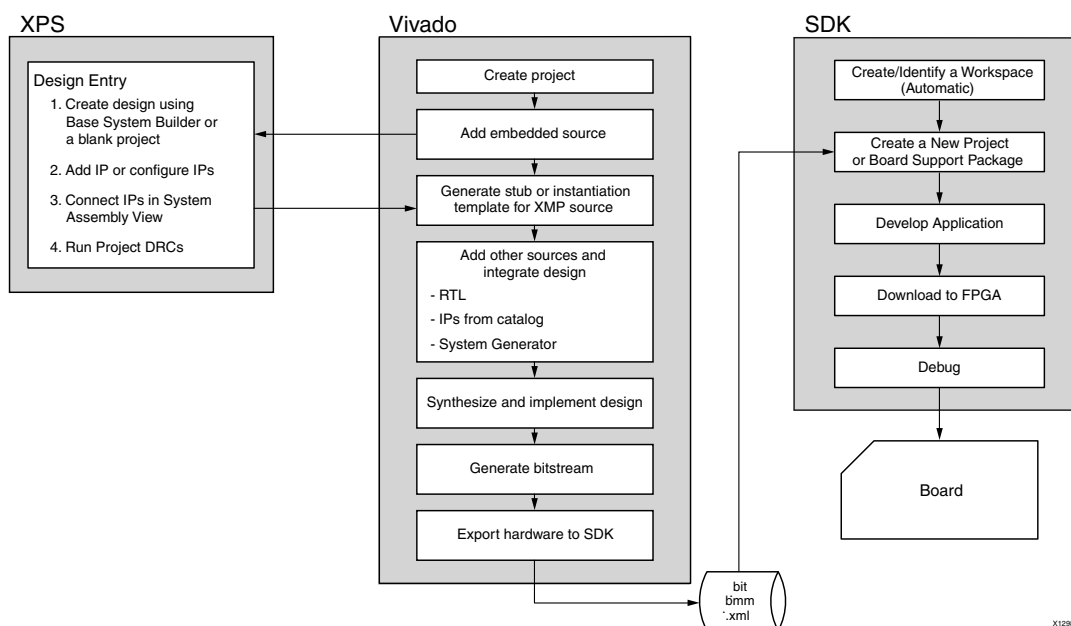 XPS
Design Entry
1. Create design using
Base System Builder or
a blank project
2. Add IP or configure IPs
3. Connect IPs in System
Assembly View
4. Run Project DRCs
Vivado
Create project
Add embedded source
Generate stub or instantiation
template for XMP source
Add other sources and
integrate design
- RTL
- IPs from catalog
- System Generator
Synthesize and implement design
Generate bitstream
Export hardware to SDK
bit
bmm
.xml
SDK
Create/Identify a Workspace
(Automatic)
Create a New Project
or Board Support Package
Develop Application
Download to FPGA
Debug
Board